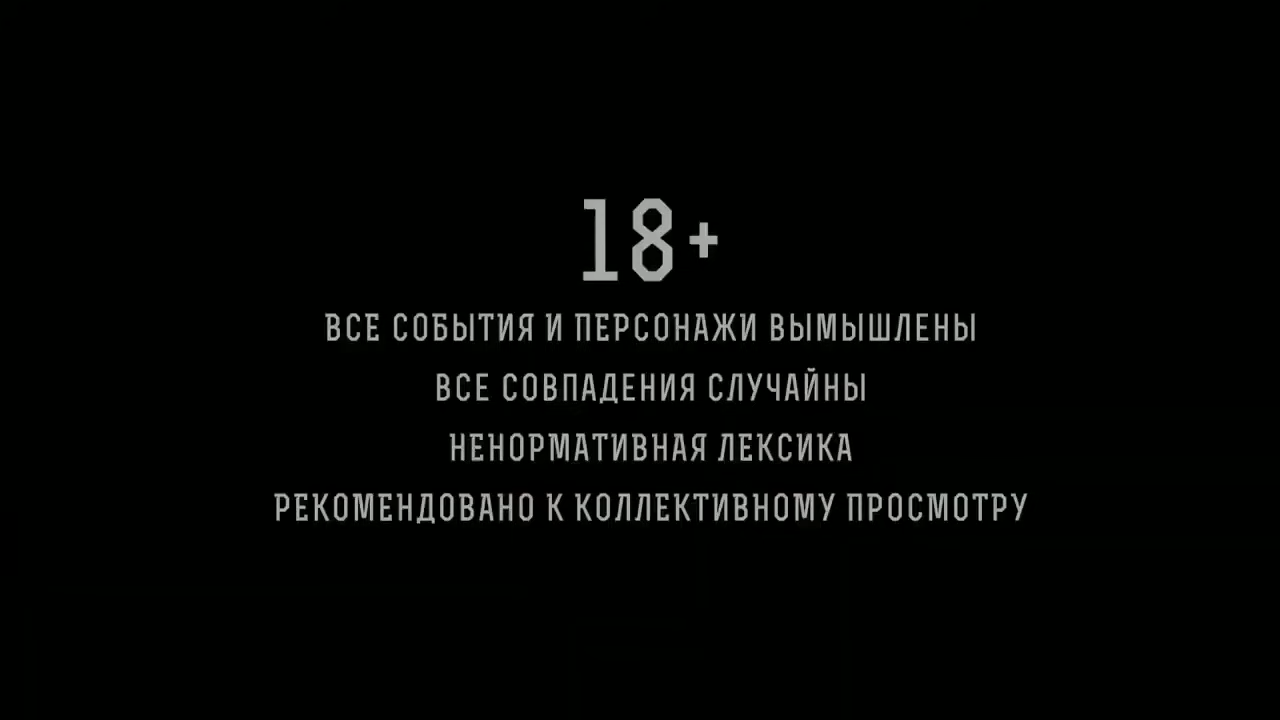 18+
ВСЕ СОБЫТИЯ И ПЕРСОНАЖИ ВЫМЫШЛЕНЫ
ВСЕ СОВПАДЕНИЯ СЛУЧАЙНЫ
НЕНОРМАТИВНАЯ ЛЕКСИКА
РЕКОМЕНДОВАНО К КОЛЛЕКТИВНОМУ ПРОСМОТРУ